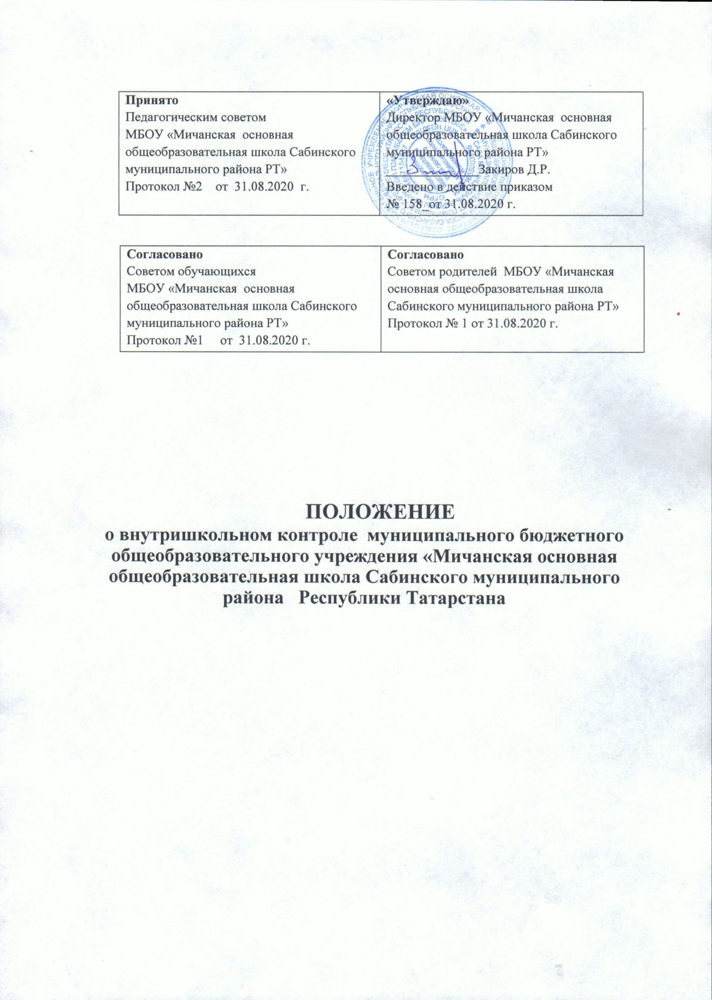 Принято
Педагогическим советом
МБОУ «Мичанская основная
общеобразовательная школа Сабинского
муниципального района РТ»
Протокол №2 от 31.08.2020 г.
«Утверждаю»
Директор МБОУ «Мичанская основная
общеобразовательная школа Сабинского
муниципального района РТ»
______________Закиров Д.Р.
Введено в действие приказом
№ 158_от 31.08.2020 г.
Согласовано
Советом обучающихся
МБОУ «Мичанская основная
общеобразовательная школа Сабинского
муниципального района РТ»
Протокол №1 от 31.08.2020 г.
Согласовано
Советом родителей МБОУ «Мичанская
основная общеобразовательная школа
Сабинского муниципального района РТ»
Протокол № 1 от 31.08.2020 г.
ПОЛОЖЕНИЕ
о внутришкольном контроле муниципального бюджетного
общеобразовательного учреждения «Мичанская основная
общеобразовательная школа Сабинского муниципального
района Республики Татарстана